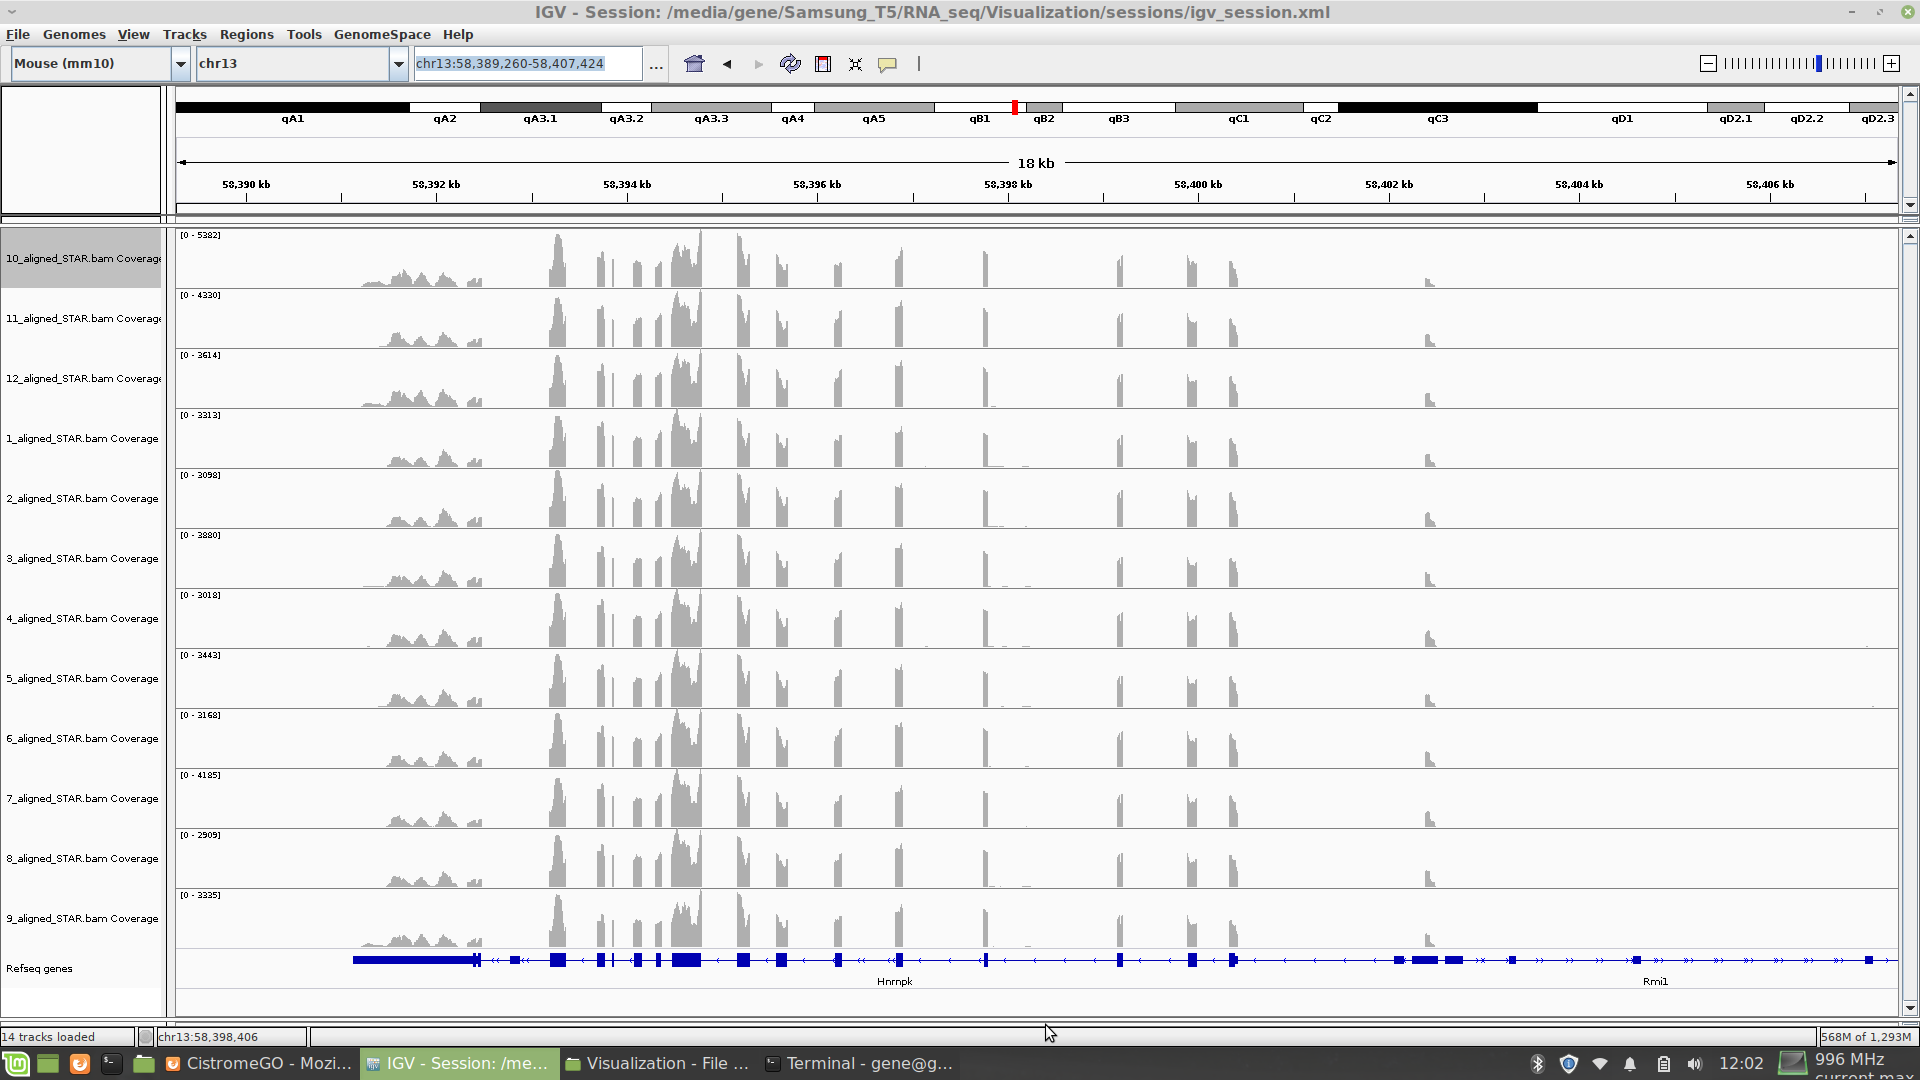 IGV - Session: /media/gene/Samsung_T5/RNA_seq/Visualization/sessions/igv_session.xml
File Genomes View Tracks Regions Tools GenomeSpace Help
Mouse (mm10) chr13 chr13:58,389,260-58,407,424 ...
qA1 qA2 qA3.1 qA3.2 qA3.3 qA4 qA5 qB1 qB2 qB3 qC1 qC2 qC3 qD1 qD2.1 qD2.2 qD2.3
18 kb
58,390 kb 58,392 kb 58,394 kb 58,396 kb 58,398 kb 58,400 kb 58,402 kb 58,404 kb 58,406 kb
[0 - 5382]
10_aligned_STAR.bam Coverage
[0 - 4330]
11_aligned_STAR.bam Coverage
[0 - 3614]
12_aligned_STAR.bam Coverage
[0 - 3313]
1_aligned_STAR.bam Coverage
[0 - 3098]
2_aligned_STAR.bam Coverage
[0 - 3880]
3_aligned_STAR.bam Coverage
[0 - 3018]
4_aligned_STAR.bam Coverage
[0 - 3443]
5_aligned_STAR.bam Coverage
[0 - 3168]
6_aligned_STAR.bam Coverage
[0 - 4185]
7_aligned_STAR.bam Coverage
[0 - 2909]
8_aligned_STAR.bam Coverage
[0 - 3335]
9_aligned_STAR.bam Coverage
Refseq genes
Hnrnpk Rmi1
14 tracks loaded chr13:58,398,406 568M of 1,293M
CistromeGO - Mozi... IGV - Session: /me... Visualization - File ... Terminal - gene@g... 12:02 996 MHz
current max